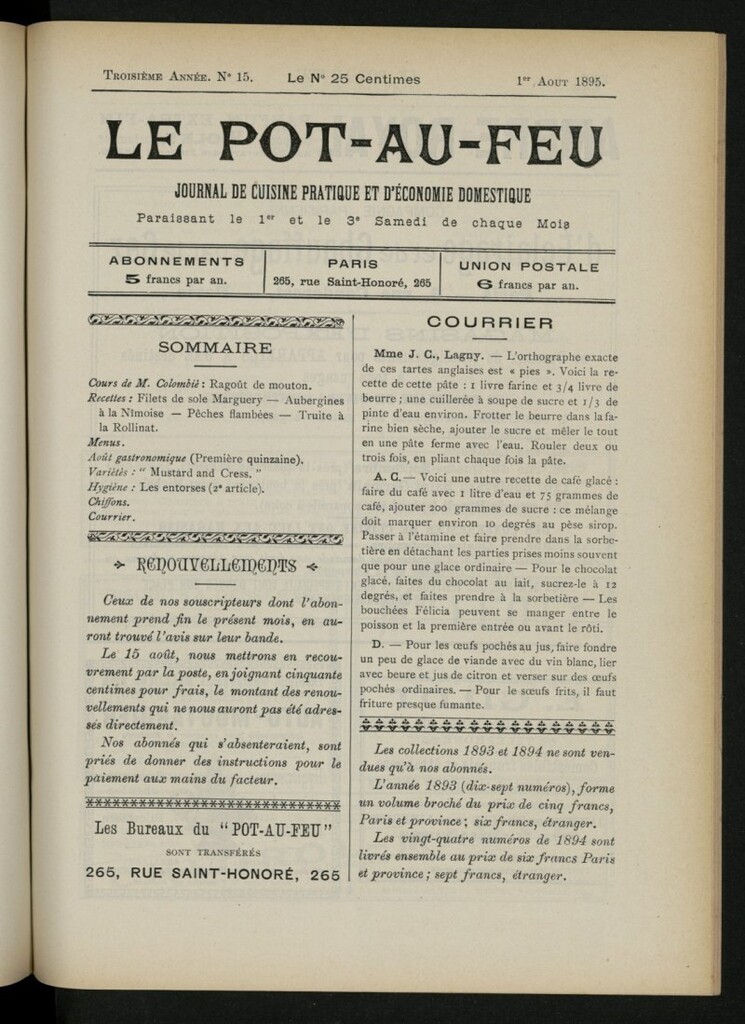 Troisième Année. N° 15.
Le N° 25 Centimes
1er Aout 1895.
LE POT-AU-FEU
JOURNAL DE CUISINE PRATIQUE ET D'ÉCONOMIE DOMESTIQUE
Paraissant le 1er et le 3e Samedi de chaque Mois
ABONNEMENTS
5 francs par an.
PARIS
265, rue Saint-Honoré, 265
UNION POSTALE
6 francs par an.
SOMMAIRE
Cours de M. Colombié : Ragoût de mouton.
Recettes : Filets de sole Marguery — Aubergines
à la Nîmoise — Pêches flambées — Truite à
la Rollinat.
Menus.
Août gastronomique (Première quinzaine).
Variétés : “ Mustard and Cress. ”
Hygiène : Les entorses (2e article).
Chiffons.
Courrier.
RENOUVELLEMENTS
Ceux de nos souscripteurs dont l'abon-
nement prend fin le présent mois, en au-
ront trouvé l'avis sur leur bande.
Le 15 août, nous mettrons en recou-
vrement par la poste, en joignant cinquante
centimes pour frais, le montant des renou-
vellements qui ne nous auront pas été adres-
sés directement.
Nos abonnés qui s'absenteraient, sont
priés de donner des instructions pour le
paiement aux mains du facteur.
Les Bureaux du “ POT-AU-FEU ”
SONT TRANSFÉRÉS
265, RUE SAINT-HONORÉ, 265
COURRIER
Mme J. C., Lagny. — L'orthographe exacte
de ces tartes anglaises est « pies ». Voici la re-
cette de cette pâte : 1 livre farine et 3/4 livre de
beurre ; une cuillerée à soupe de sucre et 1/3 de
pinte d'eau environ. Frotter le beurre dans la fa-
rine bien sèche, ajouter le sucre et mêler le tout
en une pâte ferme avec l'eau. Rouler deux ou
trois fois, en pliant chaque fois la pâte.
A. C. — Voici une autre recette de café glacé :
faire du café avec 1 litre d'eau et 75 grammes de
café, ajouter 200 grammes de sucre : ce mélange
doit marquer environ 10 degrés au pèse sirop.
Passer à l'étamine et faire prendre dans la sorbe-
tière en détachant les parties prises moins souvent
que pour une glace ordinaire — Pour le chocolat
glacé, faites du chocolat au lait, sucrez-le à 12
degrés, et faites prendre à la sorbetière — Les
bouchées Félicia peuvent se manger entre le
poisson et la première entrée ou avant le rôti.
D. — Pour les œufs pochés au jus, faire fondre
un peu de glace de viande avec du vin blanc, lier
avec beure et jus de citron et verser sur des œufs
pochés ordinaires. — Pour le sœufs frits, il faut
friture presque fumante.
Les collections 1893 et 1894 ne sont ven-
dues qu'à nos abonnés.
L'année 1893 (dix-sept numéros), forme
un volume broché du prix de cinq francs,
Paris et province ; six francs, étranger.
Les vingt-quatre numéros de 1894 sont
livrés ensemble au prix de six francs Paris
et province ; sept francs, étranger.